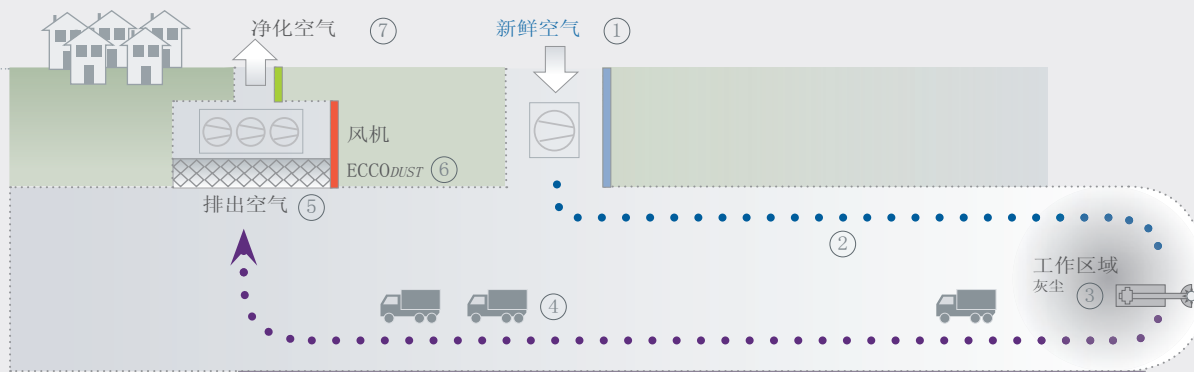 净化空气 ⑦
新鲜空气 ①
风机
ECCODUST ⑥
排出空气 ⑤
②
工作区域
灰尘 ③
④